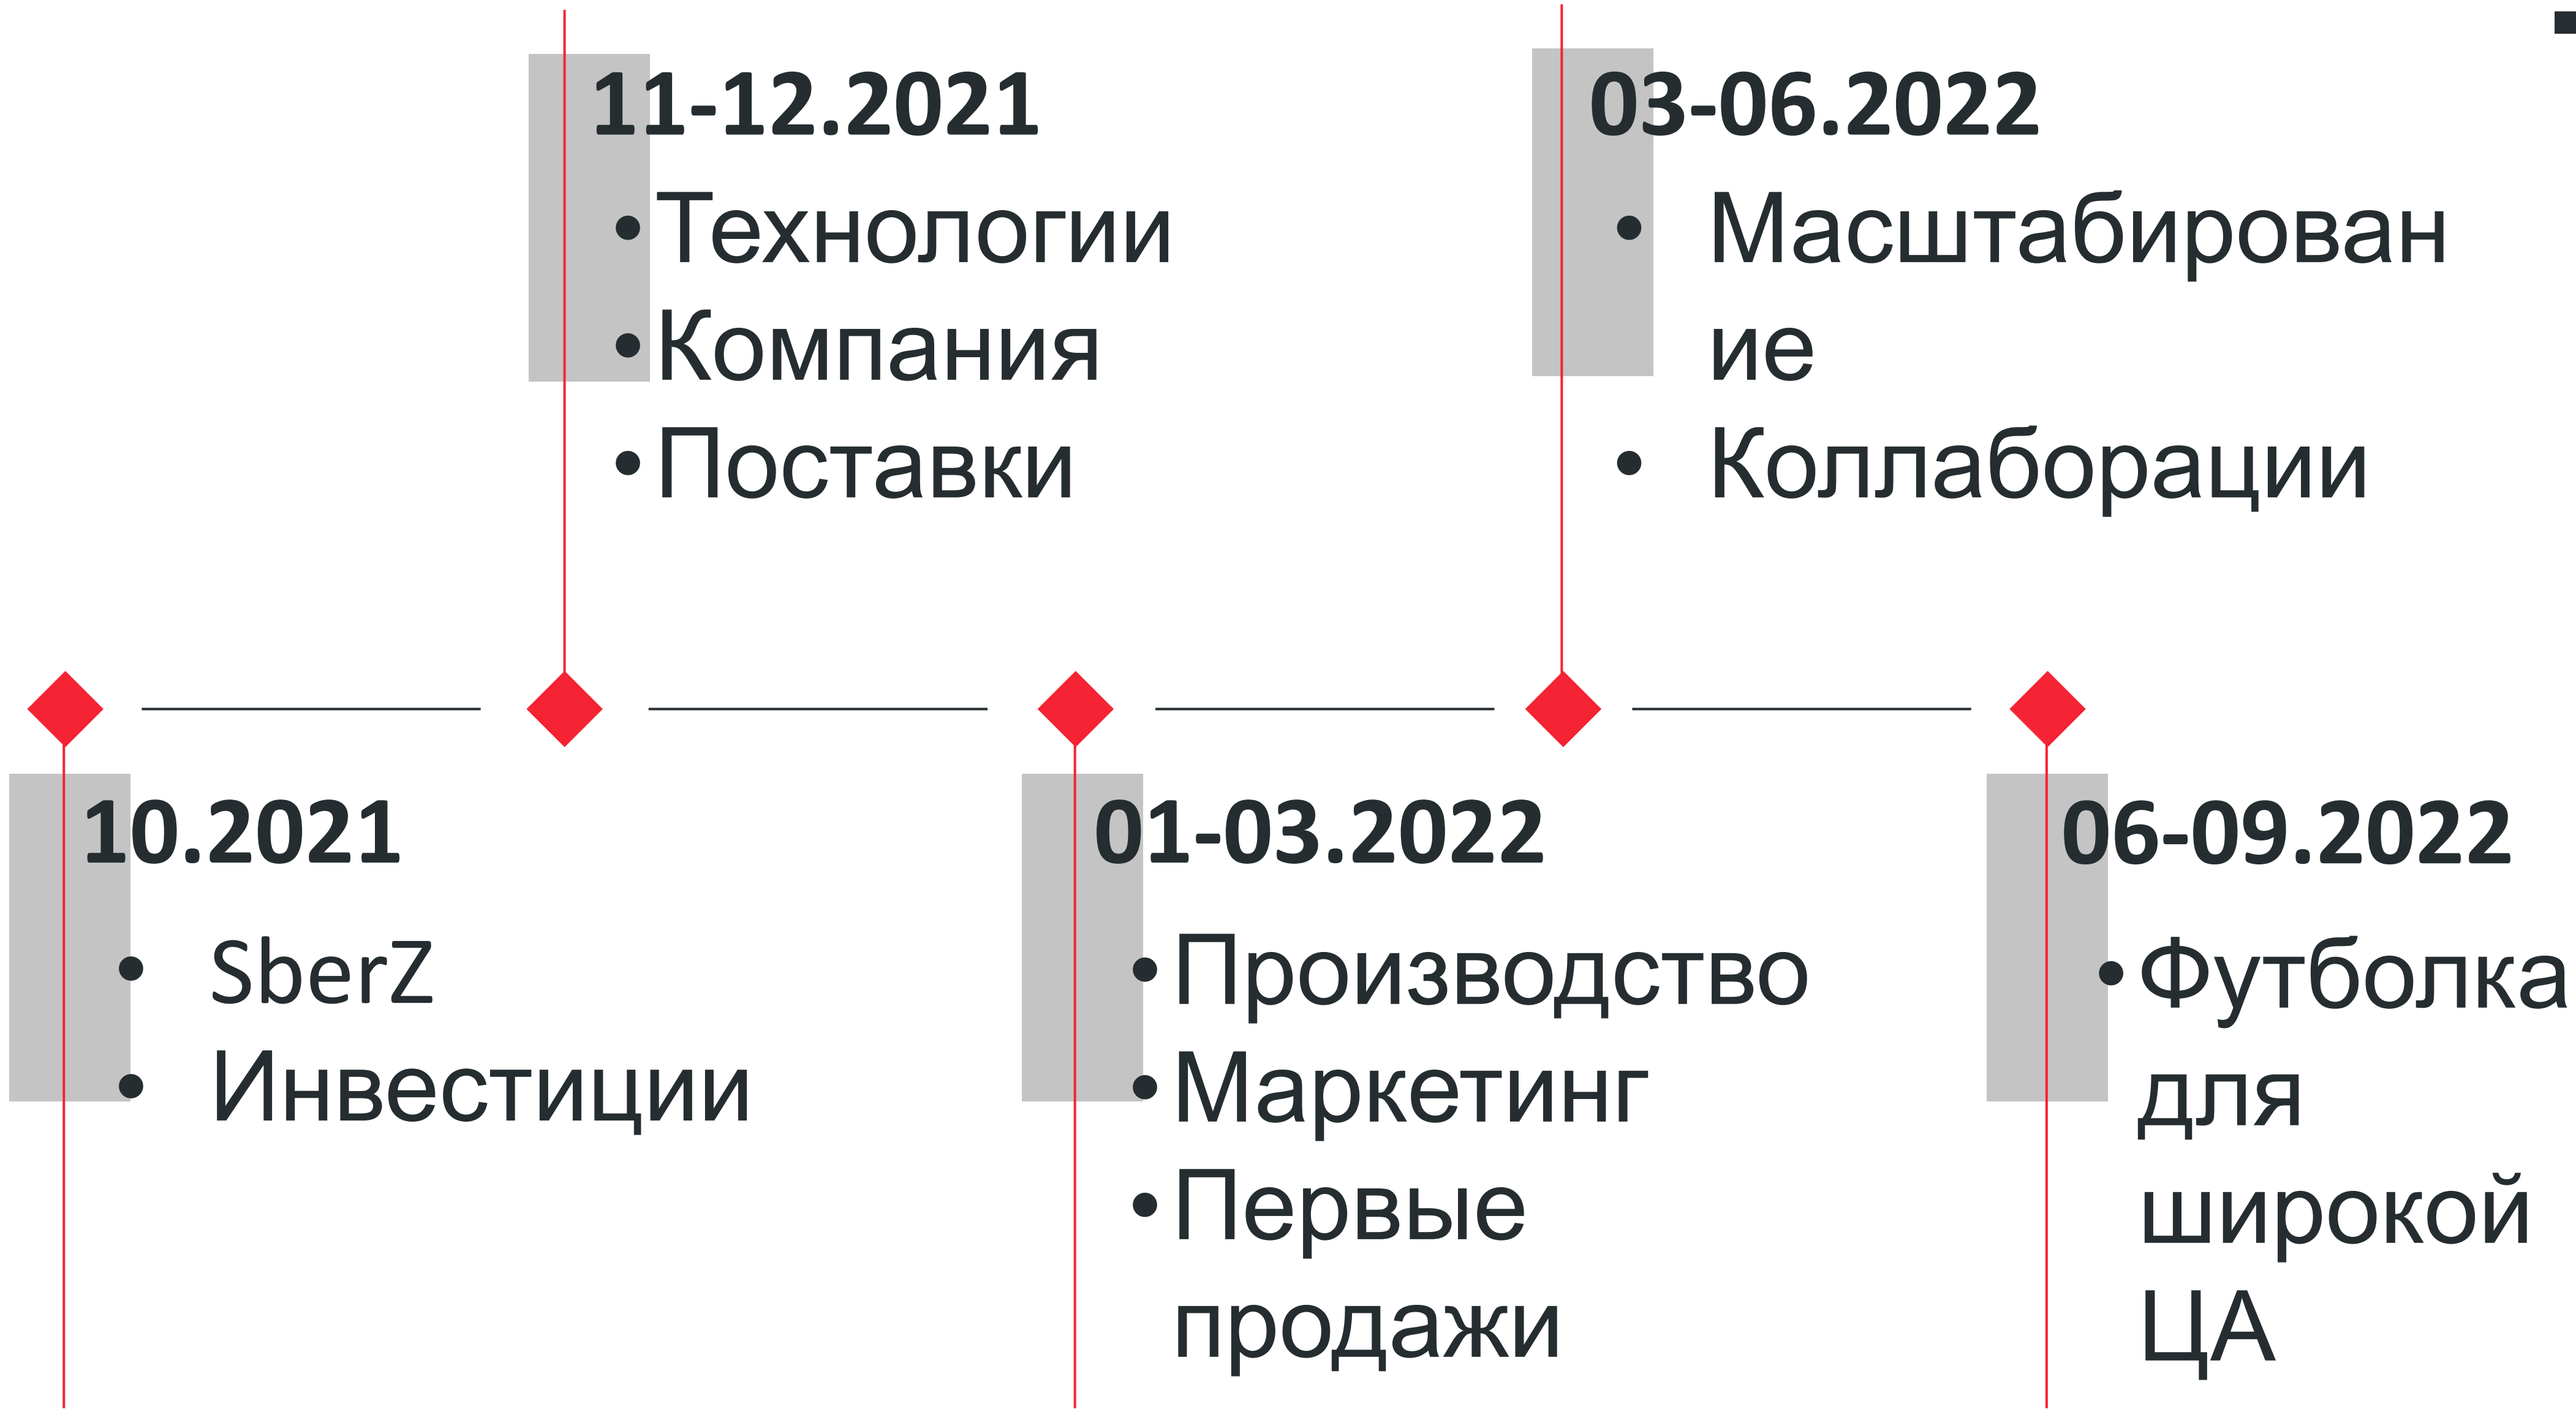 11-12.2021
• Технологии
• Компания
• Поставки
03-06.2022
• Масштабирован
ие
• Коллаборации
10.2021
• SberZ
• Инвестиции
01-03.2022
• Производство
• Маркетинг
• Первые
продажи
06-09.2022
• Футболка
для
широкой
ЦА